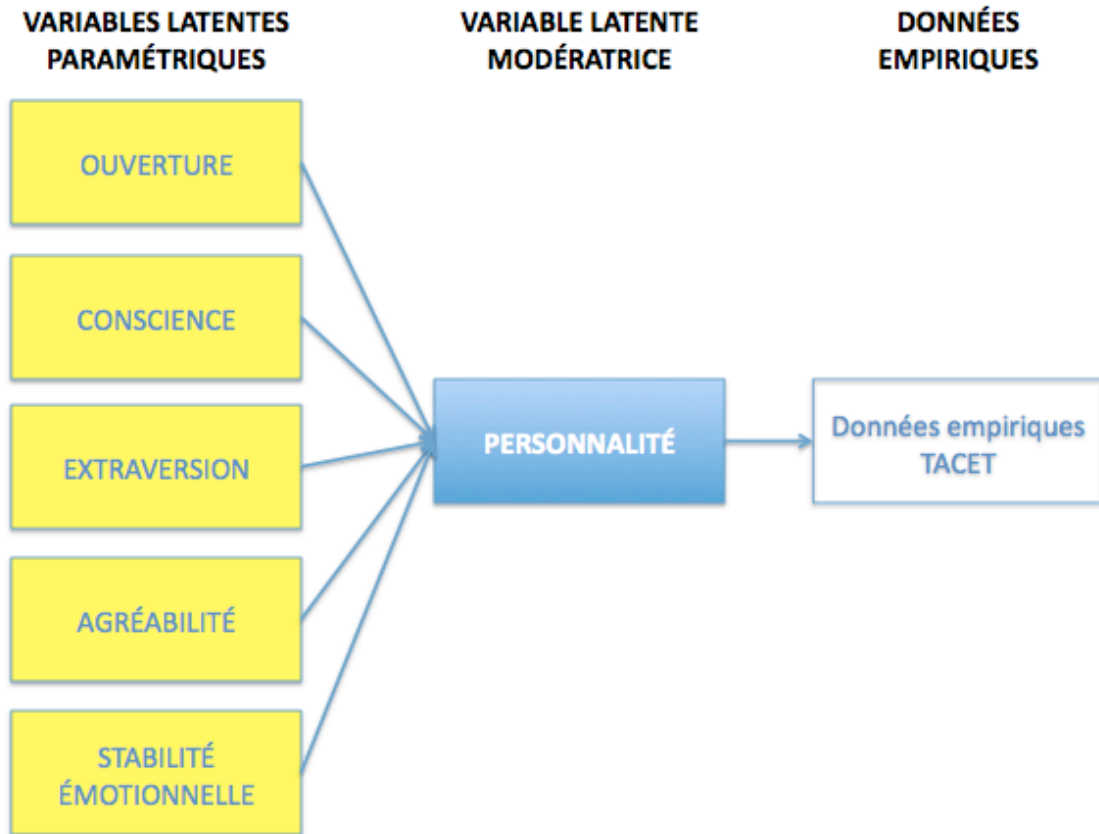 VARIABLES LATENTES
PARAMÉTRIQUES
VARIABLE LATENTE
MODÉRATRICE
DONNÉES
EMPIRIQUES
OUVERTURE
CONSCIENCE
EXTRAVERSION
AGRÉABILITÉ
STABILITÉ
ÉMOTIONNELLE
PERSONNALITÉ
Données empiriques
TACET